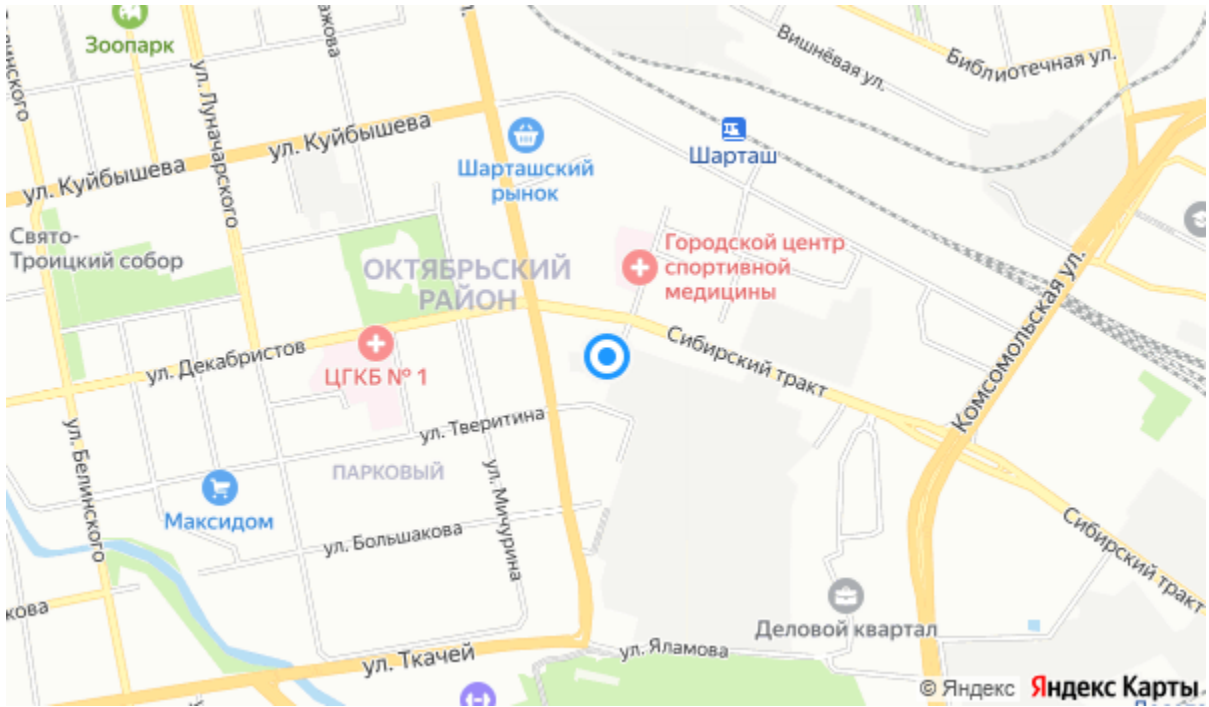 Зоопарк
ул. Луначарского
ул. Куйбышева
ул. Куйбышева
Шарташский
рынок
Шарташ
Вишнёвая ул.
Библиотечная ул.
Свято-
Троицкий собор
ОКТЯБРЬСКИЙ
РАЙОН
Городской центр
спортивной
медицины
Комсомольская ул.
ул. Декабристов
ЦГКБ № 1
Сибирский тракт
ул. Тверитина
ПАРКОВЫЙ
ул. Белинского
Максидом
ул. Мичурина
ул. Большакова
Сибирский тракт
Деловой квартал
ул. Ткачей
ул. Яламова
© Яндекс Яндекс Карты